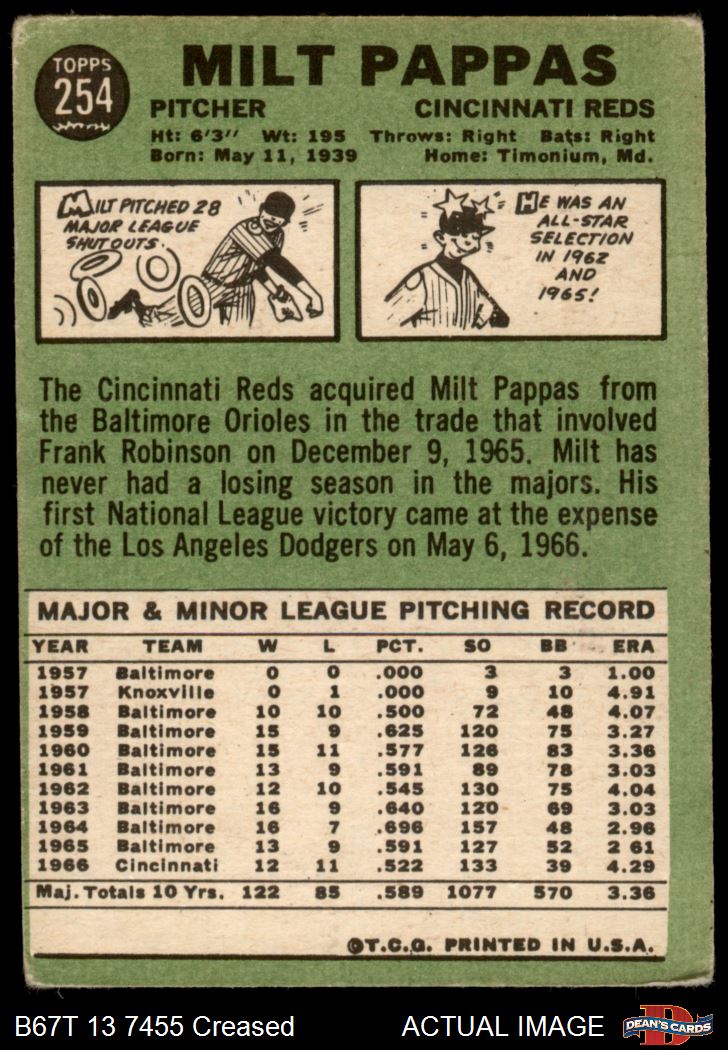 TOPPS
254
MILT PAPPAS
PITCHER CINCINNATI REDS
Ht: 6'3" Wt: 195 Throws: Right Bats: Right
Born: May 11, 1939 Home: Timonium, Md.
MILT PITCHED 28
MAJOR LEAGUE
SHUTOUTS.
HE WAS AN
ALL-STAR
SELECTION
IN 1962
AND
1965!
The Cincinnati Reds acquired Milt Pappas from
the Baltimore Orioles in the trade that involved
Frank Robinson on December 9, 1965. Milt has
never had a losing season in the majors. His
first National League victory came at the expense
of the Los Angeles Dodgers on May 6, 1966.
MAJOR & MINOR LEAGUE PITCHING RECORD
YEAR TEAM W L PCT. SO BB ERA
1957 Baltimore 0 0 .000 3 3 1.00
1957 Knoxville 0 1 .000 9 10 4.91
1958 Baltimore 10 10 .500 72 48 4.07
1959 Baltimore 15 9 .625 120 75 3.27
1960 Baltimore 15 11 .577 126 83 3.36
1961 Baltimore 13 9 .591 89 78 3.03
1962 Baltimore 12 10 .545 130 75 4.04
1963 Baltimore 16 9 .640 120 69 3.03
1964 Baltimore 16 7 .696 157 48 2.96
1965 Baltimore 13 9 .591 127 52 2 61
1966 Cincinnati 12 11 .522 133 39 4.29
Maj. Totals 10 Yrs. 122 85 .589 1077 570 3.36
©T.C.G. PRINTED IN U.S.A.
B67T 13 7455 Creased ACTUAL IMAGE
D
DEAN'S CARDS